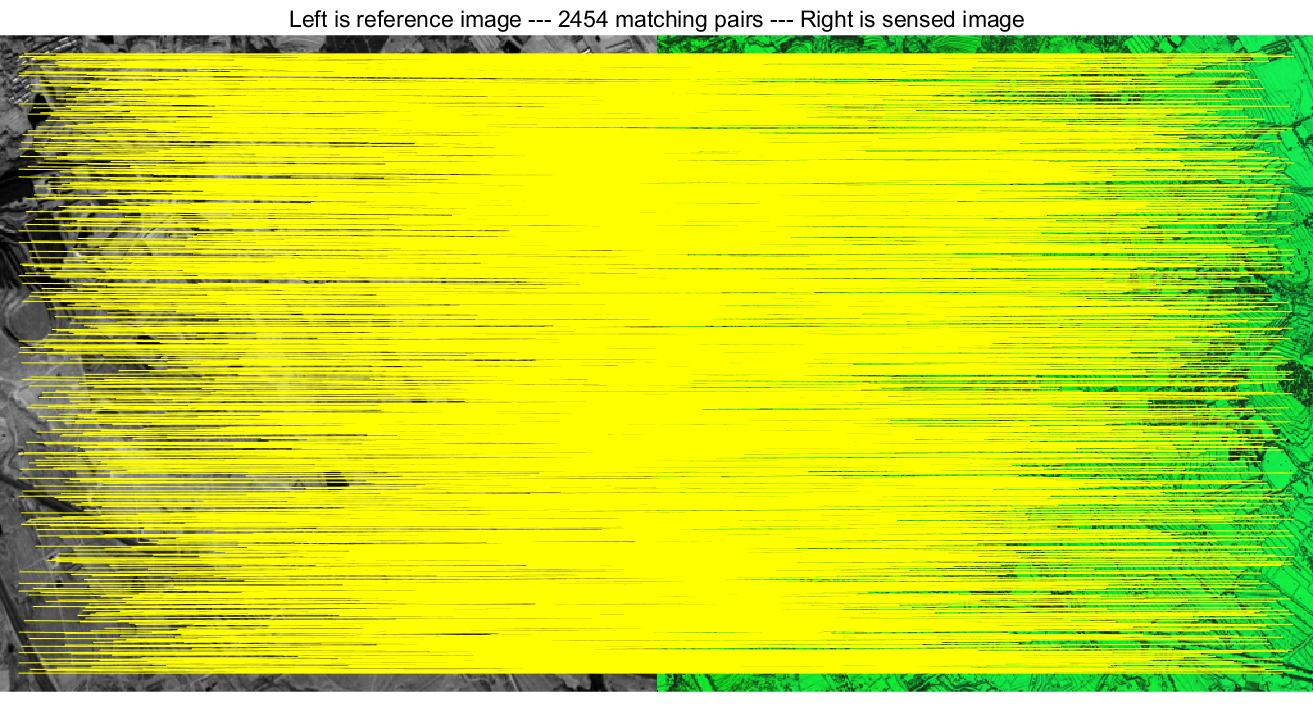 Left is reference image --- 2454 matching pairs --- Right is sensed image